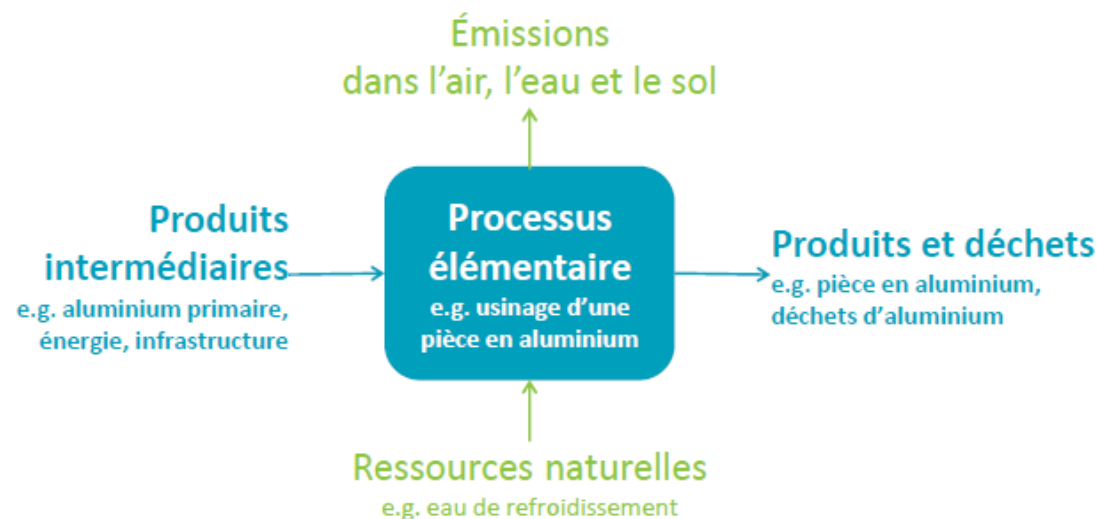 Émissions
dans l’air, l’eau et le sol
Produits
intermédiaires
e.g. aluminium primaire,
énergie, infrastructure
Processus
élémentaire
e.g. usinage d’une
pièce en aluminium
Produits et déchets
e.g. pièce en aluminium,
déchets d’aluminium
Ressources naturelles
e.g. eau de refroidissement